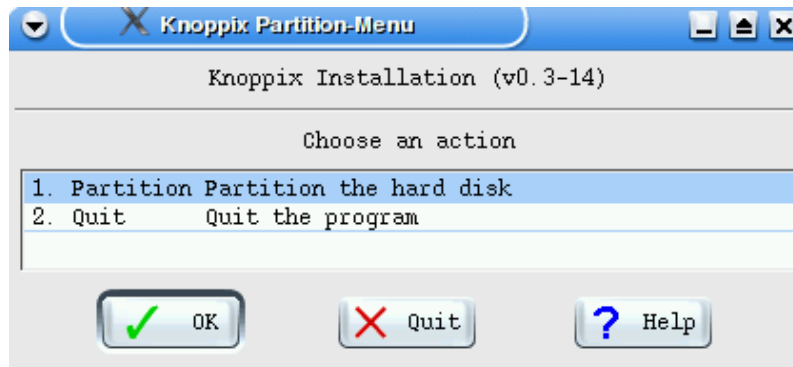 Knoppix Partition-Menu
Knoppix Installation (v0.3-14)
Choose an action
1. Partition Partition the hard disk
2. Quit Quit the program
OK Quit Help